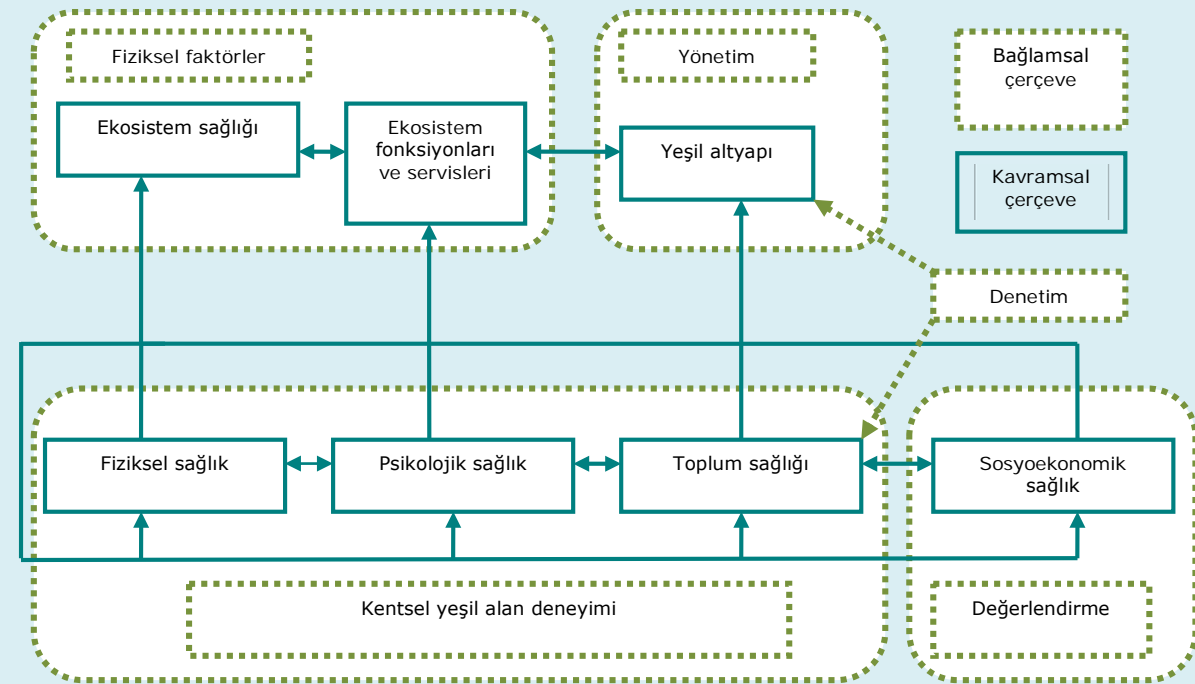 Fiziksel faktörler
Yönetim
Bağlamsal
çerçeve
Ekosistem sağlığı
Ekosistem
fonksiyonları
ve servisleri
Yeşil altyapı
Kavramsal
çerçeve
Denetim
Fiziksel sağlık
Psikolojik sağlık
Toplum sağlığı
Sosyoekonomik
sağlık
Kentsel yeşil alan deneyimi
Değerlendirme